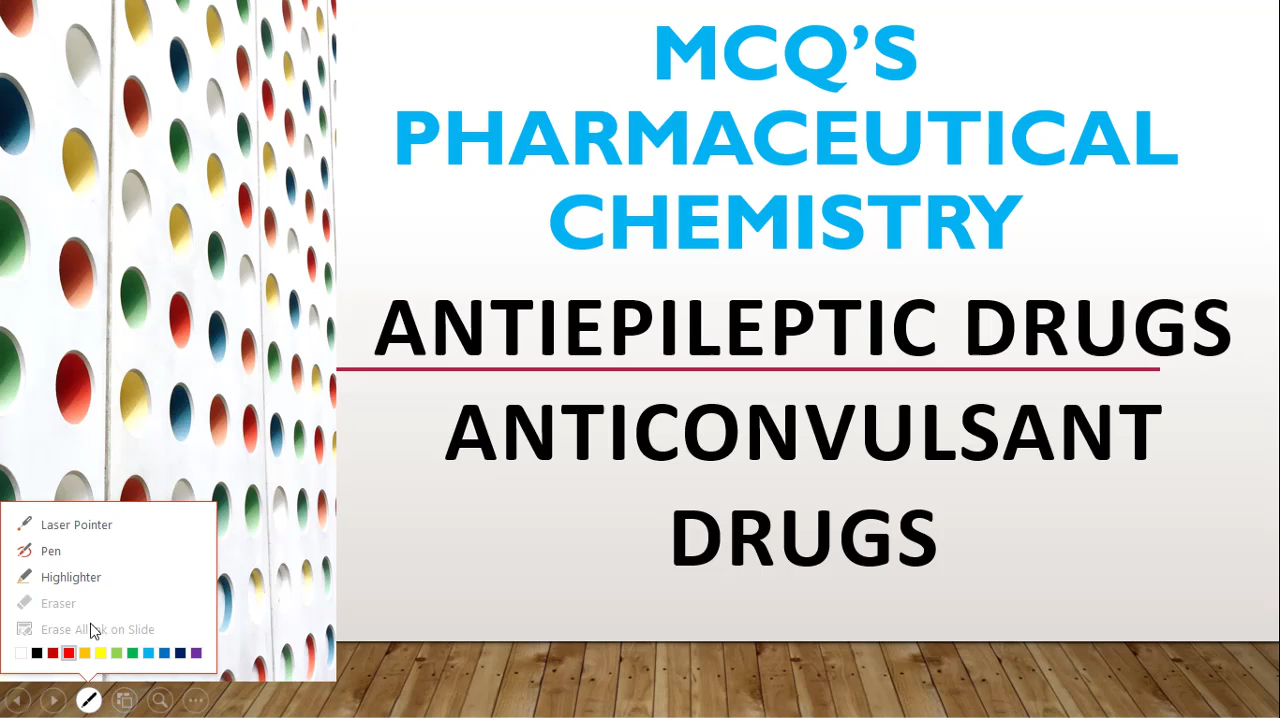 MCQ’S
PHARMACEUTICAL
CHEMISTRY
ANTIEPILEPTIC DRUGS
ANTICONVULSANT
DRUGS
Laser Pointer
Pen
Highlighter
Eraser
Erase All Ink on Slide